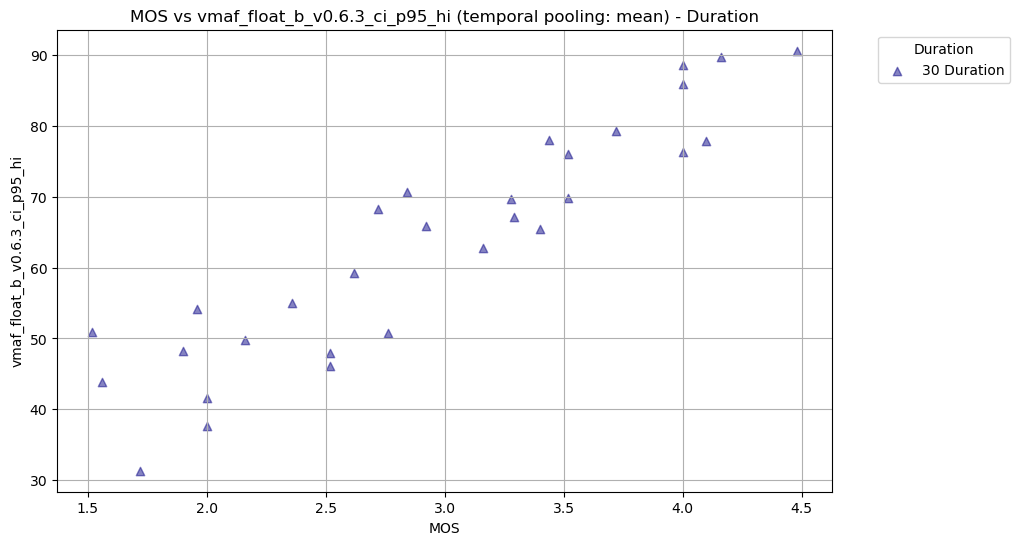 MOS vs vmaf_float_b_v0.6.3_ci_p95_hi (temporal pooling: mean) - Duration
Duration
30 Duration
vmaf_float_b_v0.6.3_ci_p95_hi
90
80
70
60
50
40
30
1.5 2.0 2.5 3.0 3.5 4.0 4.5
MOS